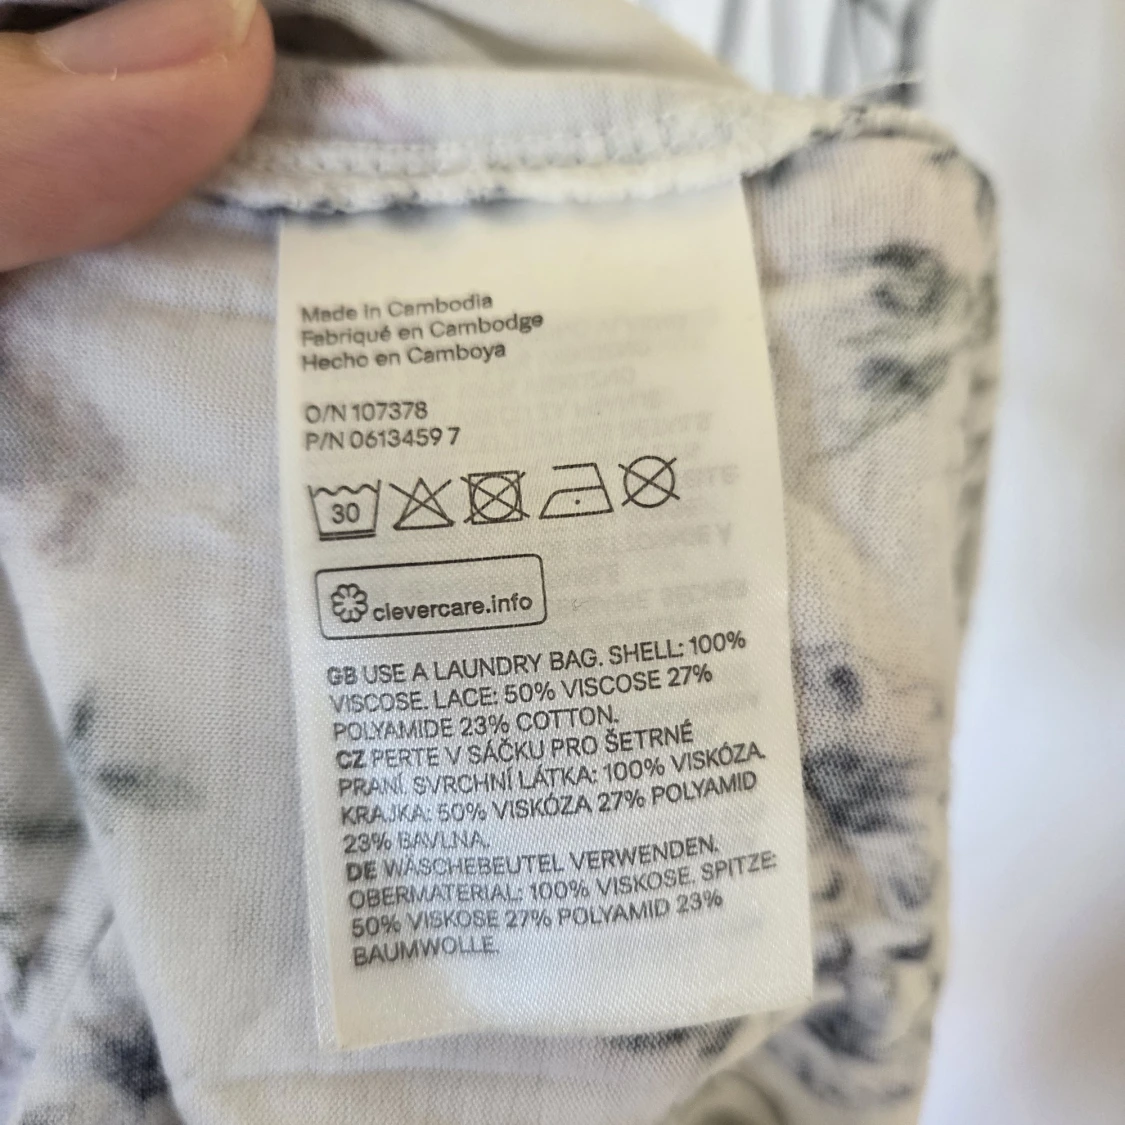 Made in Cambodia
Fabriqué en Cambodge
Hecho en Camboya
O/N 107378
P/N 0613459 7
30
clevercare.info
GB USE A LAUNDRY BAG. SHELL: 100%
VISCOSE. LACE: 50% VISCOSE 27%
POLYAMIDE 23% COTTON.
CZ PERTE V SÁČKU PRO ŠETRNÉ
PRANÍ. SVRCHNÍ LÁTKA: 100% VISKÓZA.
KRAJKA: 50% VISKÓZA 27% POLYAMID
23% BAVLNA.
DE WÄSCHEBEUTEL VERWENDEN.
OBERMATERIAL: 100% VISKOSE. SPITZE:
50% VISKOSE 27% POLYAMID 23%
BAUMWOLLE.